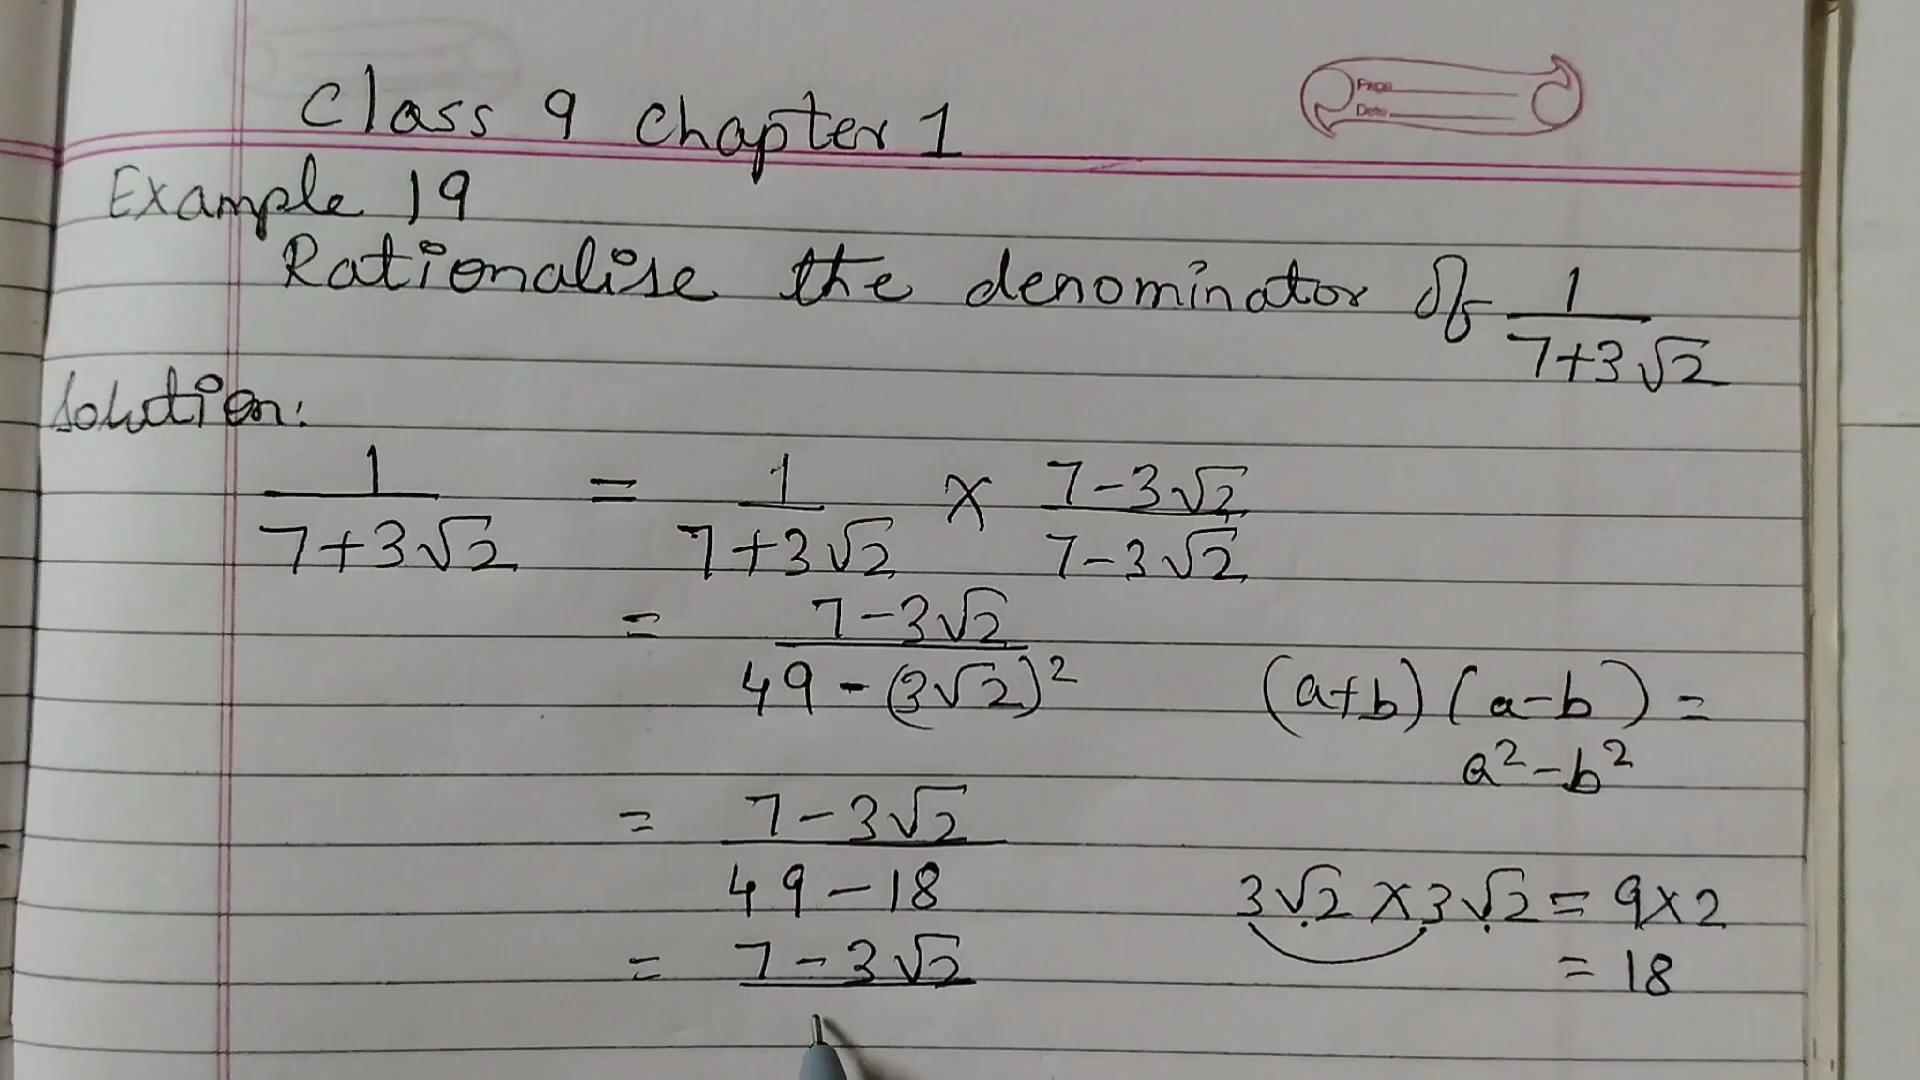 Page
Date
Class 9 Chapter 1
Example 19
Rationalise the denominator of 1/(7+3√2)
Solution:
1/(7+3√2) = 1/(7+3√2) × (7-3√2)/(7-3√2)
= (7-3√2)/(49-(3√2)²)
(a+b)(a-b) =
a²-b²
= (7-3√2)/(49-18)
3√2×3√2 = 9×2
= 18
= 7-3√2